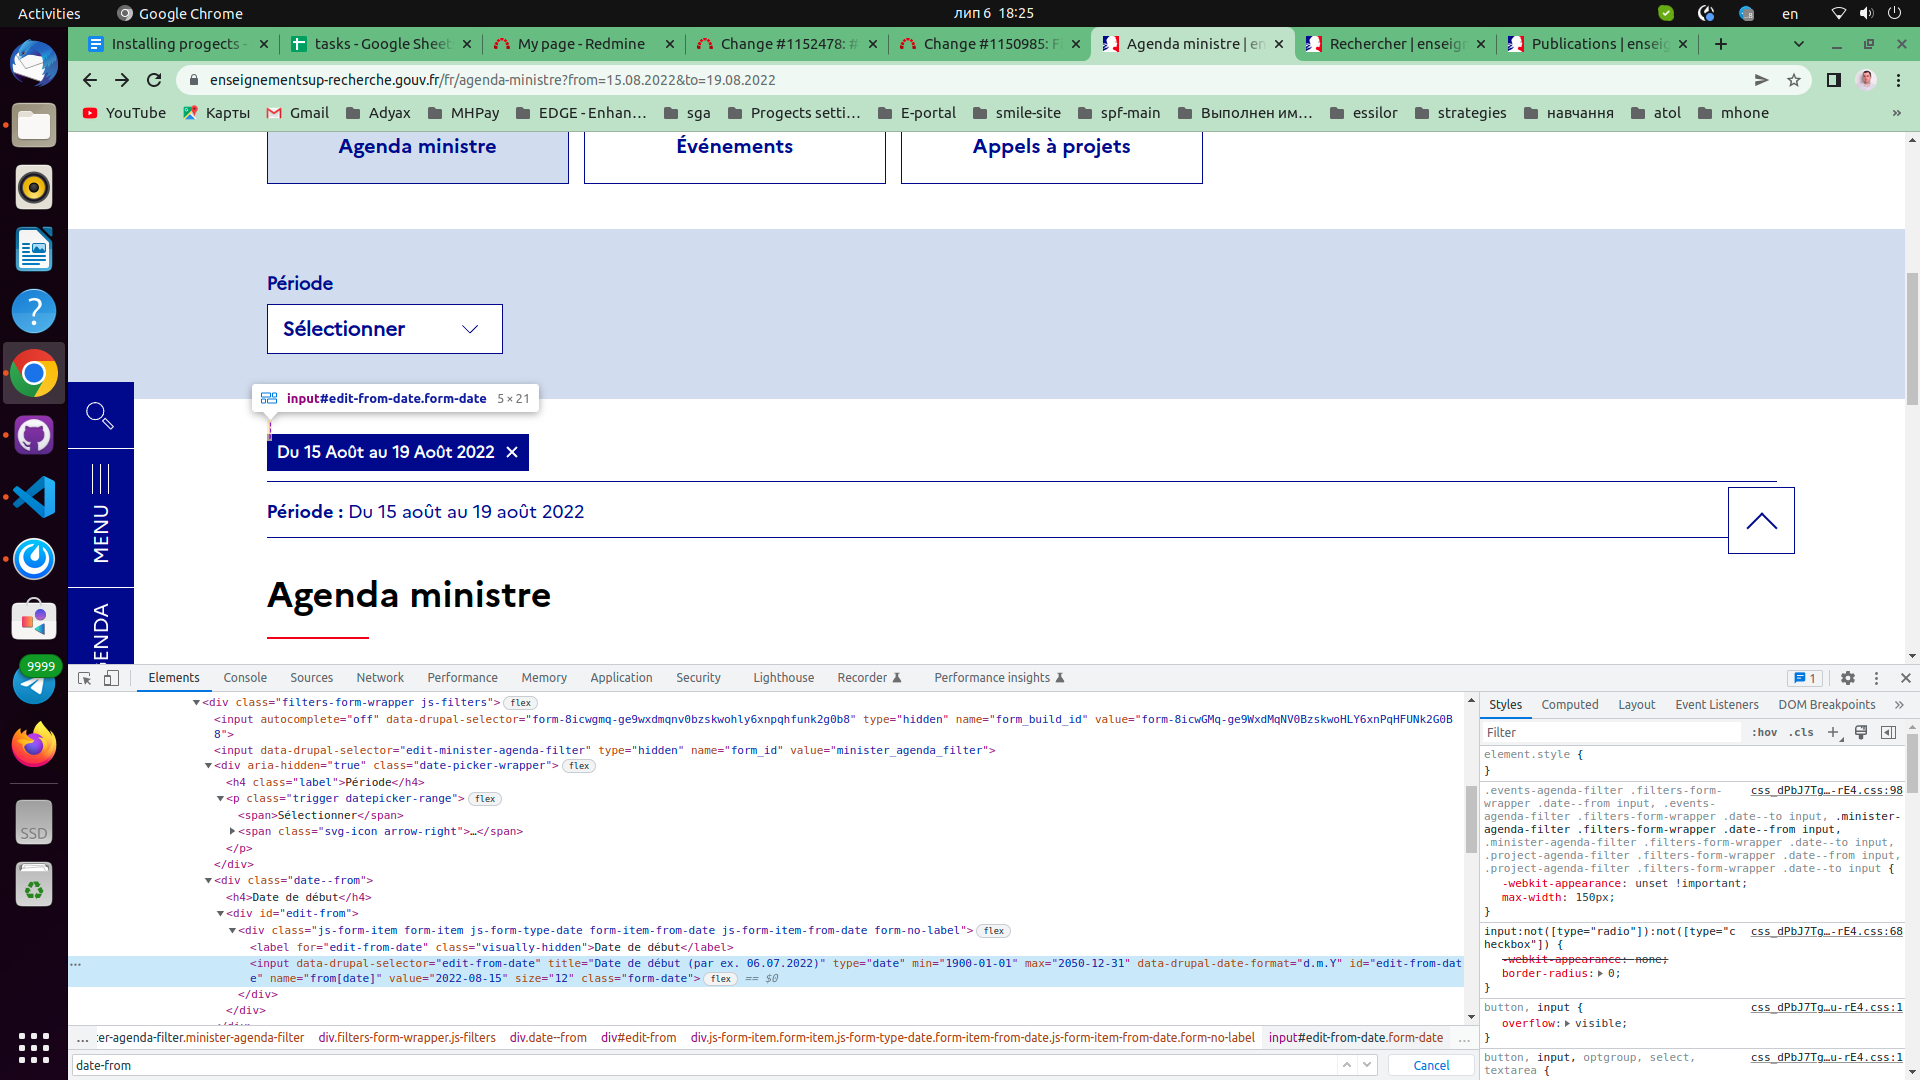 Activities
Google Chrome
лип 6 18:25
en
Installing progects -
tasks - Google Sheet
My page - Redmine
Change #1152478: #
Change #1150985: F
Agenda ministre | en
Rechercher | enseign
Publications | enseig
enseignementsup-recherche.gouv.fr/fr/agenda-ministre?from=15.08.2022&to=19.08.2022
YouTube
Карты
Gmail
Adyax
MHPay
EDGE - Enhan...
sga
Progects setti...
E-portal
smile-site
spf-main
Выполнен им...
essilor
strategies
навчання
atol
mhone
»
Agenda ministre
Événements
Appels à projets
Période
Sélectionner
input#edit-from-date.form-date 5 × 21
Du 15 Août au 19 Août 2022 ✕
Période : Du 15 août au 19 août 2022
MENU
Agenda ministre
ENDA
9999
SSD
Elements
Console
Sources
Network
Performance
Memory
Application
Security
Lighthouse
Recorder
Performance insights
1
<div class="filters-form-wrapper js-filters"> flex
<input autocomplete="off" data-drupal-selector="form-8icwgmq-ge9wxdmqnv0bzskwohly6xnpqhfunk2g0b8" type="hidden" name="form_build_id" value="form-8icwGMq-ge9WxdMqNV0BzskwoHLY6xnPqHFUNk2G0B
8">
<input data-drupal-selector="edit-minister-agenda-filter" type="hidden" name="form_id" value="minister_agenda_filter">
<div aria-hidden="true" class="date-picker-wrapper"> flex
<h4 class="label">Période</h4>
<p class="trigger datepicker-range"> flex
<span>Sélectionner</span>
<span class="svg-icon arrow-right">…</span>
</p>
</div>
<div class="date--from">
<h4>Date de début</h4>
<div id="edit-from">
<div class="js-form-item form-item js-form-type-date form-item-from-date js-form-item-from-date form-no-label"> flex
<label for="edit-from-date" class="visually-hidden">Date de début</label>
<input data-drupal-selector="edit-from-date" title="Date de début (par ex. 06.07.2022)" type="date" min="1900-01-01" max="2050-12-31" data-drupal-date-format="d.m.Y" id="edit-from-dat
e" name="from[date]" value="2022-08-15" size="12" class="form-date"> flex == $0
</div>
</div>
... ter-agenda-filter.minister-agenda-filter div.filters-form-wrapper.js-filters div.date--from div#edit-from div.js-form-item.form-item.js-form-type-date.form-item-from-date.js-form-item-from-date.form-no-label input#edit-from-date.form-date ...
date-from
Cancel
Styles
Computed
Layout
Event Listeners
DOM Breakpoints
»
Filter
:hov .cls
element.style {
}
.events-agenda-filter .filters-form- css_dPbJ7Tg…-rE4.css:98
wrapper .date--from input, .events-
agenda-filter .filters-form-wrapper .date--to input, .minister-
agenda-filter .filters-form-wrapper .date--from input,
.minister-agenda-filter .filters-form-wrapper .date--to input,
.project-agenda-filter .filters-form-wrapper .date--from input,
.project-agenda-filter .filters-form-wrapper .date--to input {
-webkit-appearance: unset !important;
max-width: 150px;
}
input:not([type="radio"]):not([type="c css_dPbJ7Tg…-rE4.css:68
heckbox"]) {
-webkit-appearance: none;
border-radius: 0;
}
button, input { css_dPbJ7Tg…u-rE4.css:1
overflow: visible;
}
button, input, optgroup, select, css_dPbJ7Tg…u-rE4.css:1
textarea {